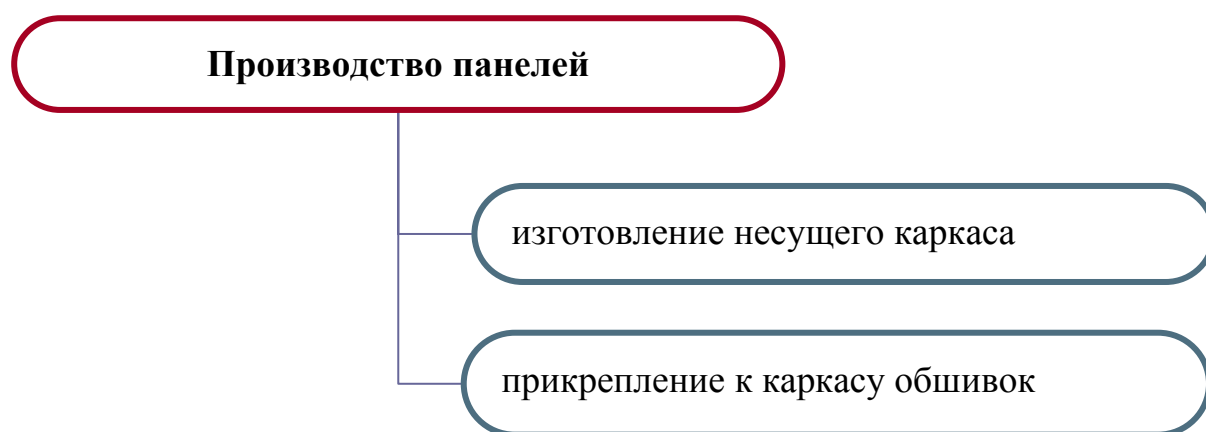 Производство панелей
изготовление несущего каркаса
прикрепление к каркасу обшивок